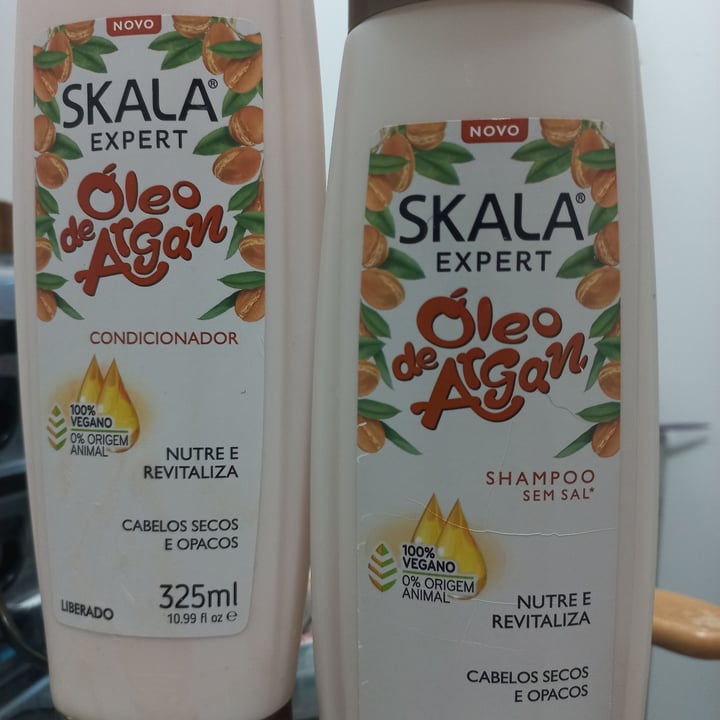 NOVO
SKALA®
EXPERT
Óleo
de Argan
CONDICIONADOR
100%
VEGANO
0% ORIGEM
ANIMAL
NUTRE E
REVITALIZA
CABELOS SECOS
E OPACOS
LIBERADO
325ml
10.99 fl oz e
NOVO
SKALA®
EXPERT
Óleo
de Argan
SHAMPOO
SEM SAL*
100%
VEGANO
0% ORIGEM
ANIMAL
NUTRE E
REVITALIZA
CABELOS SECOS
E OPACOS